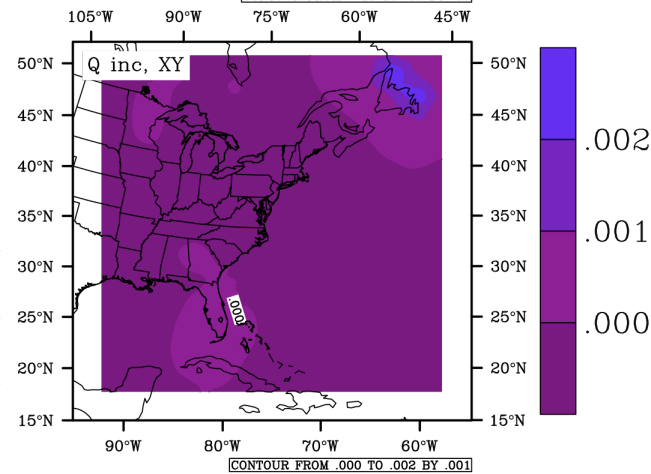 105°W 90°W 75°W 60°W 45°W
Q inc, XY
50°N 50°N
45°N 45°N
40°N 40°N
35°N 35°N
30°N 30°N
25°N 25°N
20°N 20°N
15°N 15°N
.000
90°W 80°W 70°W 60°W
CONTOUR FROM .000 TO .002 BY .001
.002
.001
.000